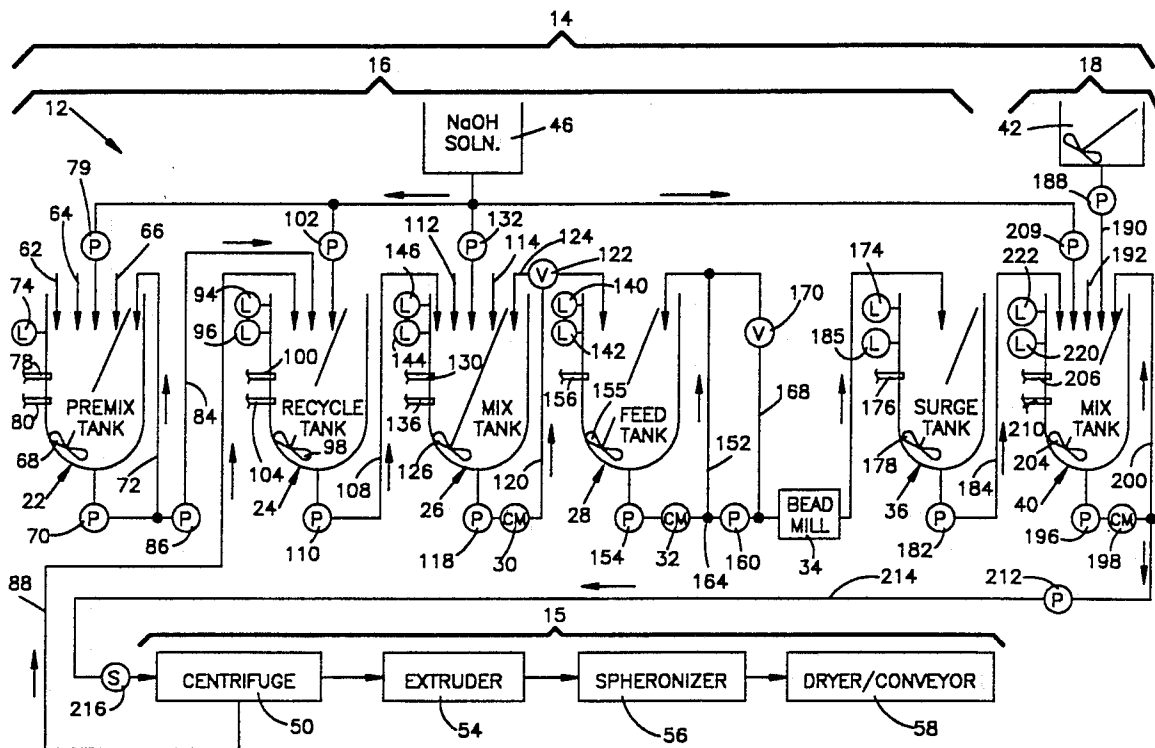 14
16
18
12
NaOH
SOLN.
46
42
79
64
66
62
P
102
P
112
P
132
114
124
122
V
188
P
190
209
P
192
74
L
94
L
96
L
146
L
144
L
140
L
142
L
170
V
174
L
185
L
222
L
220
L
78
80
100
104
130
136
156
155
176
206
210
PREMIX
TANK
RECYCLE
TANK
MIX
TANK
FEED
TANK
SURGE
TANK
MIX
TANK
68
72
84
98
108
126
120
152
168
178
184
204
200
22
24
26
28
36
40
70
P
P
86
P
110
118
P
CM
30
154
P
CM
32
P
160
164
BEAD
MILL
34
P
182
P
196
CM
198
88
214
212
P
15
S
216
CENTRIFUGE
50
EXTRUDER
54
SPHERONIZER
56
DRYER/CONVEYOR
58